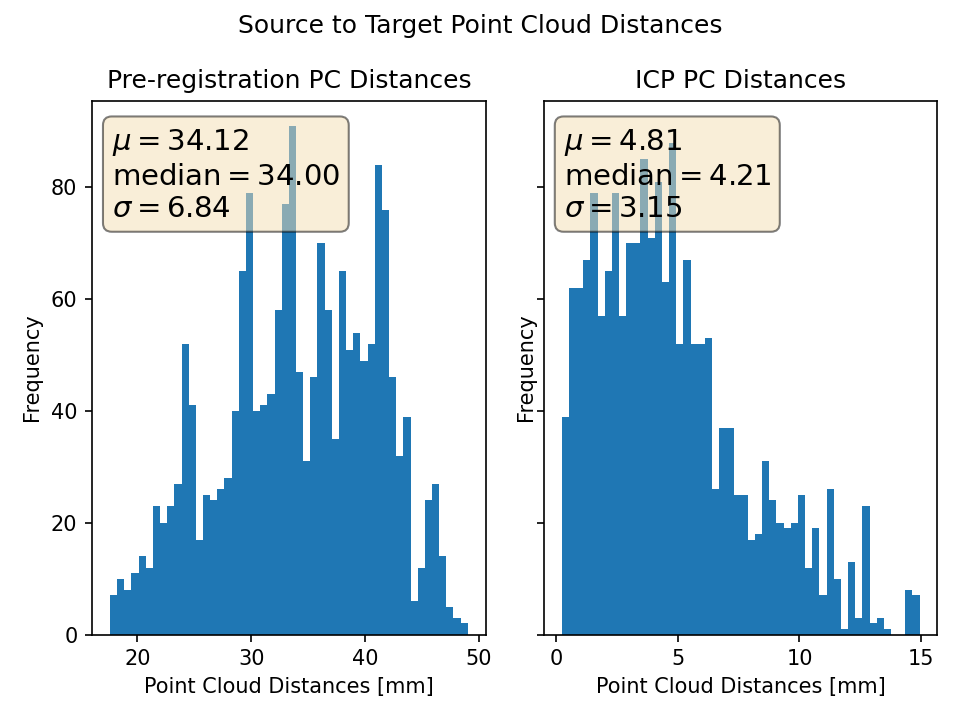 Source to Target Point Cloud Distances
Pre-registration PC Distances
μ = 34.12
median = 34.00
σ = 6.84
Frequency
80
60
40
20
0
20 30 40 50
Point Cloud Distances [mm]
ICP PC Distances
μ = 4.81
median = 4.21
σ = 3.15
Frequency
0 5 10 15
Point Cloud Distances [mm]